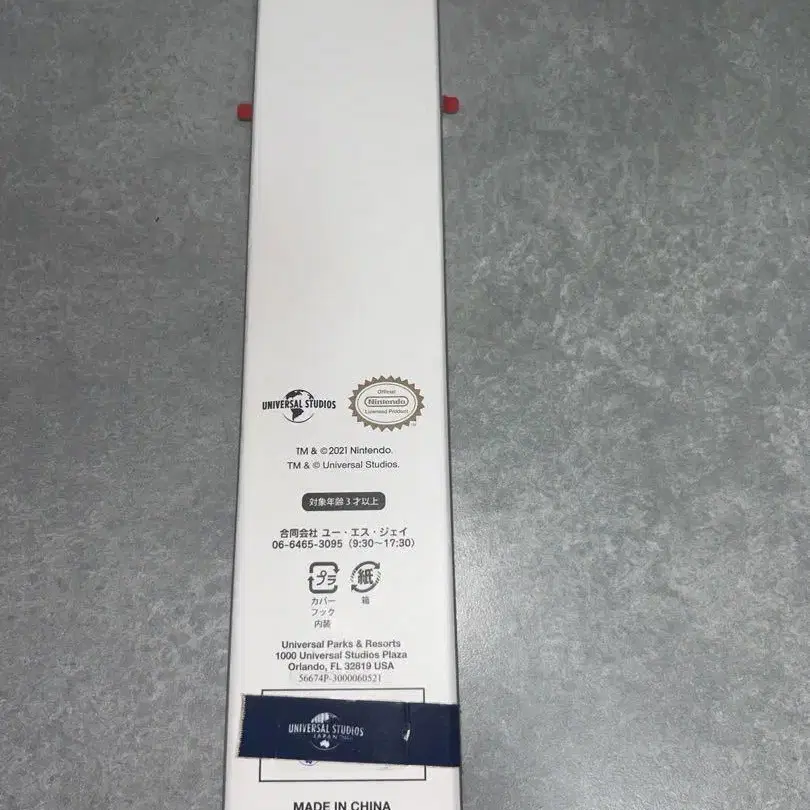 UNIVERSAL STUDIOS
Official
Nintendo
Licensed Product
TM & ©2021 Nintendo.
TM & © Universal Studios.
対象年齢3才以上
合同会社 ユー・エス・ジェイ
06-6465-3095（9:30〜17:30）
プラ
紙
カバー
フック
内装
箱
Universal Parks & Resorts
1000 Universal Studios Plaza
Orlando, FL 32819 USA
56674P-3000060521
UNIVERSAL STUDIOS
JAPAN
MADE IN CHINA